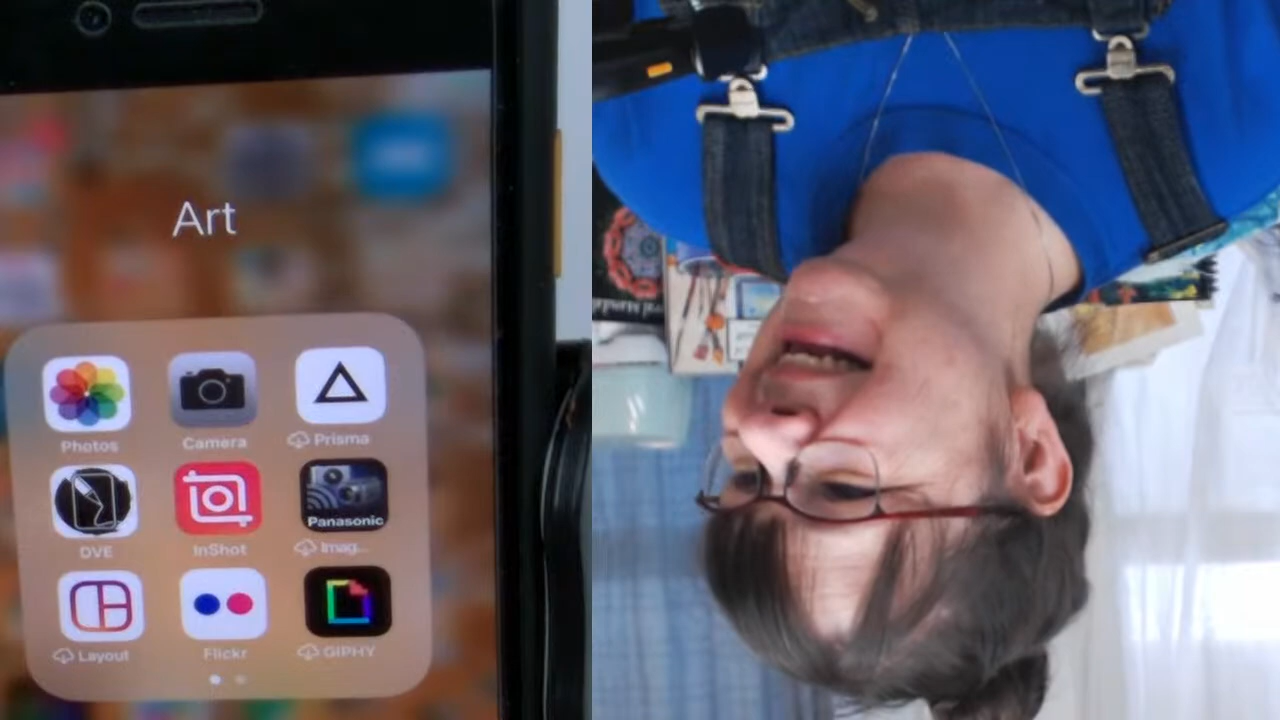 Art
Photos Camera Prisma
Panasonic
DVE InShot Imag...
Layout Flickr GIPHY